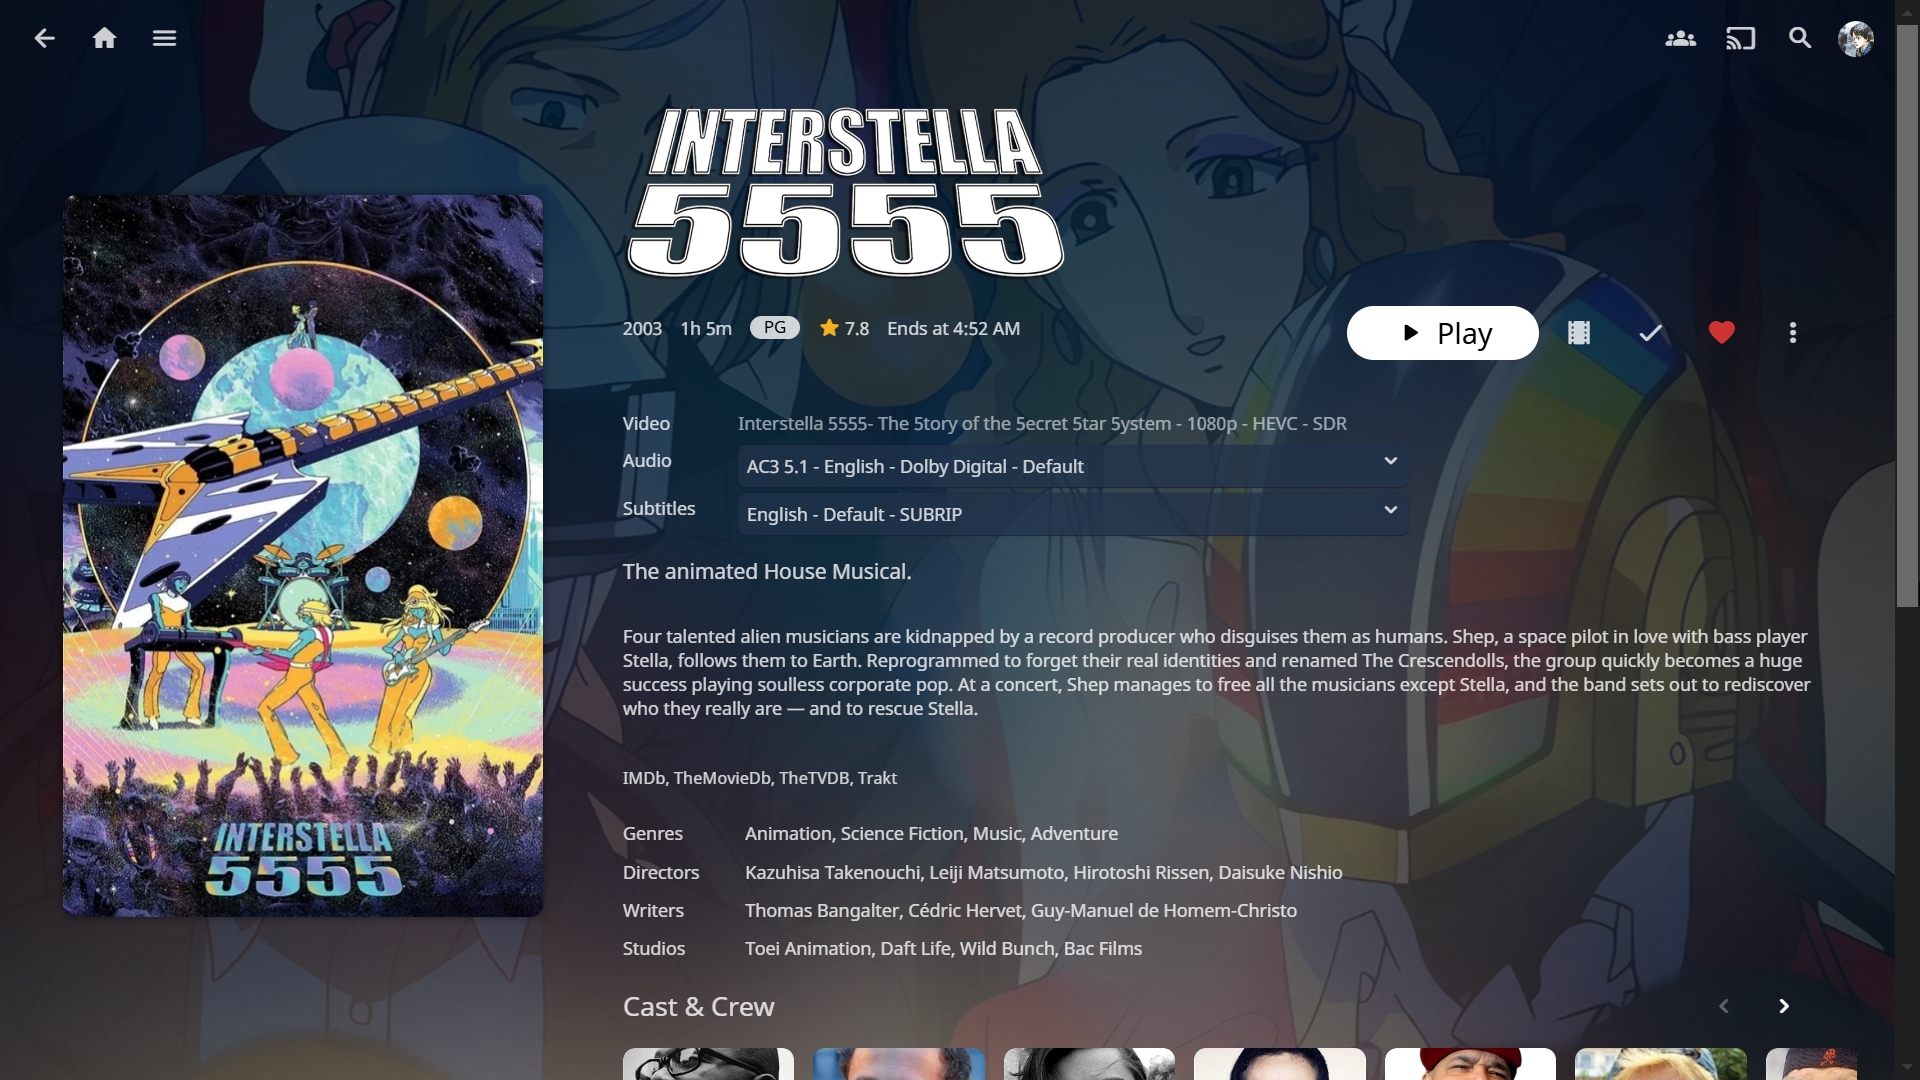 INTERSTELLA
5555
2003 1h 5m PG 7.8 Ends at 4:52 AM
Play
Video Interstella 5555- The 5tory of the 5ecret 5tar 5ystem - 1080p - HEVC - SDR
Audio AC3 5.1 - English - Dolby Digital - Default
Subtitles English - Default - SUBRIP
The animated House Musical.
Four talented alien musicians are kidnapped by a record producer who disguises them as humans. Shep, a space pilot in love with bass player
Stella, follows them to Earth. Reprogrammed to forget their real identities and renamed The Crescendolls, the group quickly becomes a huge
success playing soulless corporate pop. At a concert, Shep manages to free all the musicians except Stella, and the band sets out to rediscover
who they really are — and to rescue Stella.
IMDb, TheMovieDb, TheTVDB, Trakt
Genres Animation, Science Fiction, Music, Adventure
Directors Kazuhisa Takenouchi, Leiji Matsumoto, Hirotoshi Rissen, Daisuke Nishio
Writers Thomas Bangalter, Cédric Hervet, Guy-Manuel de Homem-Christo
Studios Toei Animation, Daft Life, Wild Bunch, Bac Films
Cast & Crew
INTERSTELLA
5555